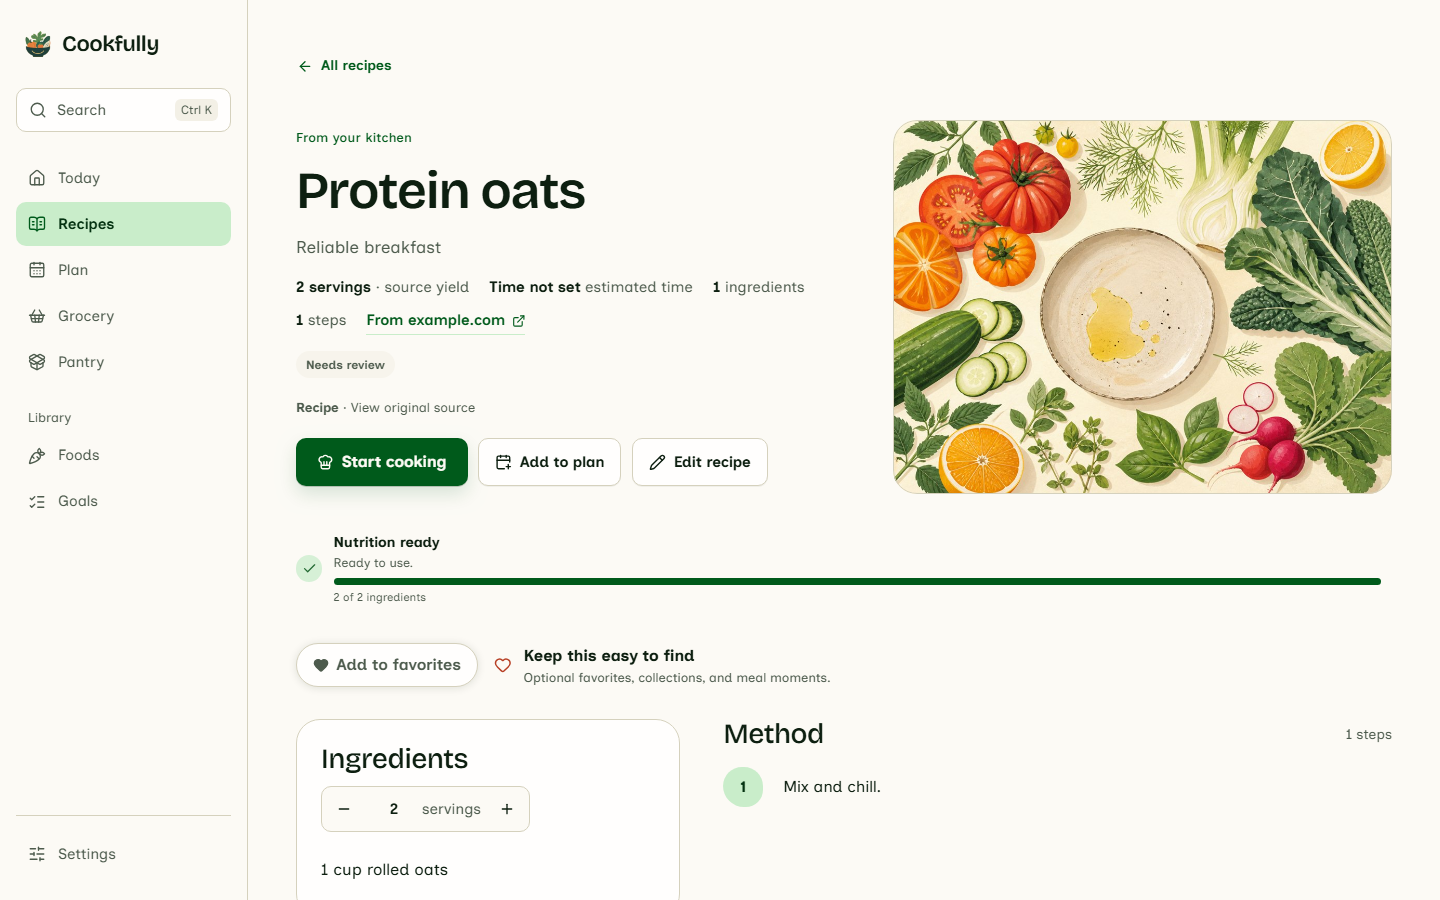 Cookfully
Search Ctrl K
Today
Recipes
Plan
Grocery
Pantry
Library
Foods
Goals
Settings
All recipes
From your kitchen
Protein oats
Reliable breakfast
2 servings · source yield Time not set estimated time 1 ingredients
1 steps From example.com
Needs review
Recipe · View original source
Start cooking Add to plan Edit recipe
Nutrition ready
Ready to use.
2 of 2 ingredients
Add to favorites
Keep this easy to find
Optional favorites, collections, and meal moments.
Ingredients
2 servings
1 cup rolled oats
Method 1 steps
1 Mix and chill.